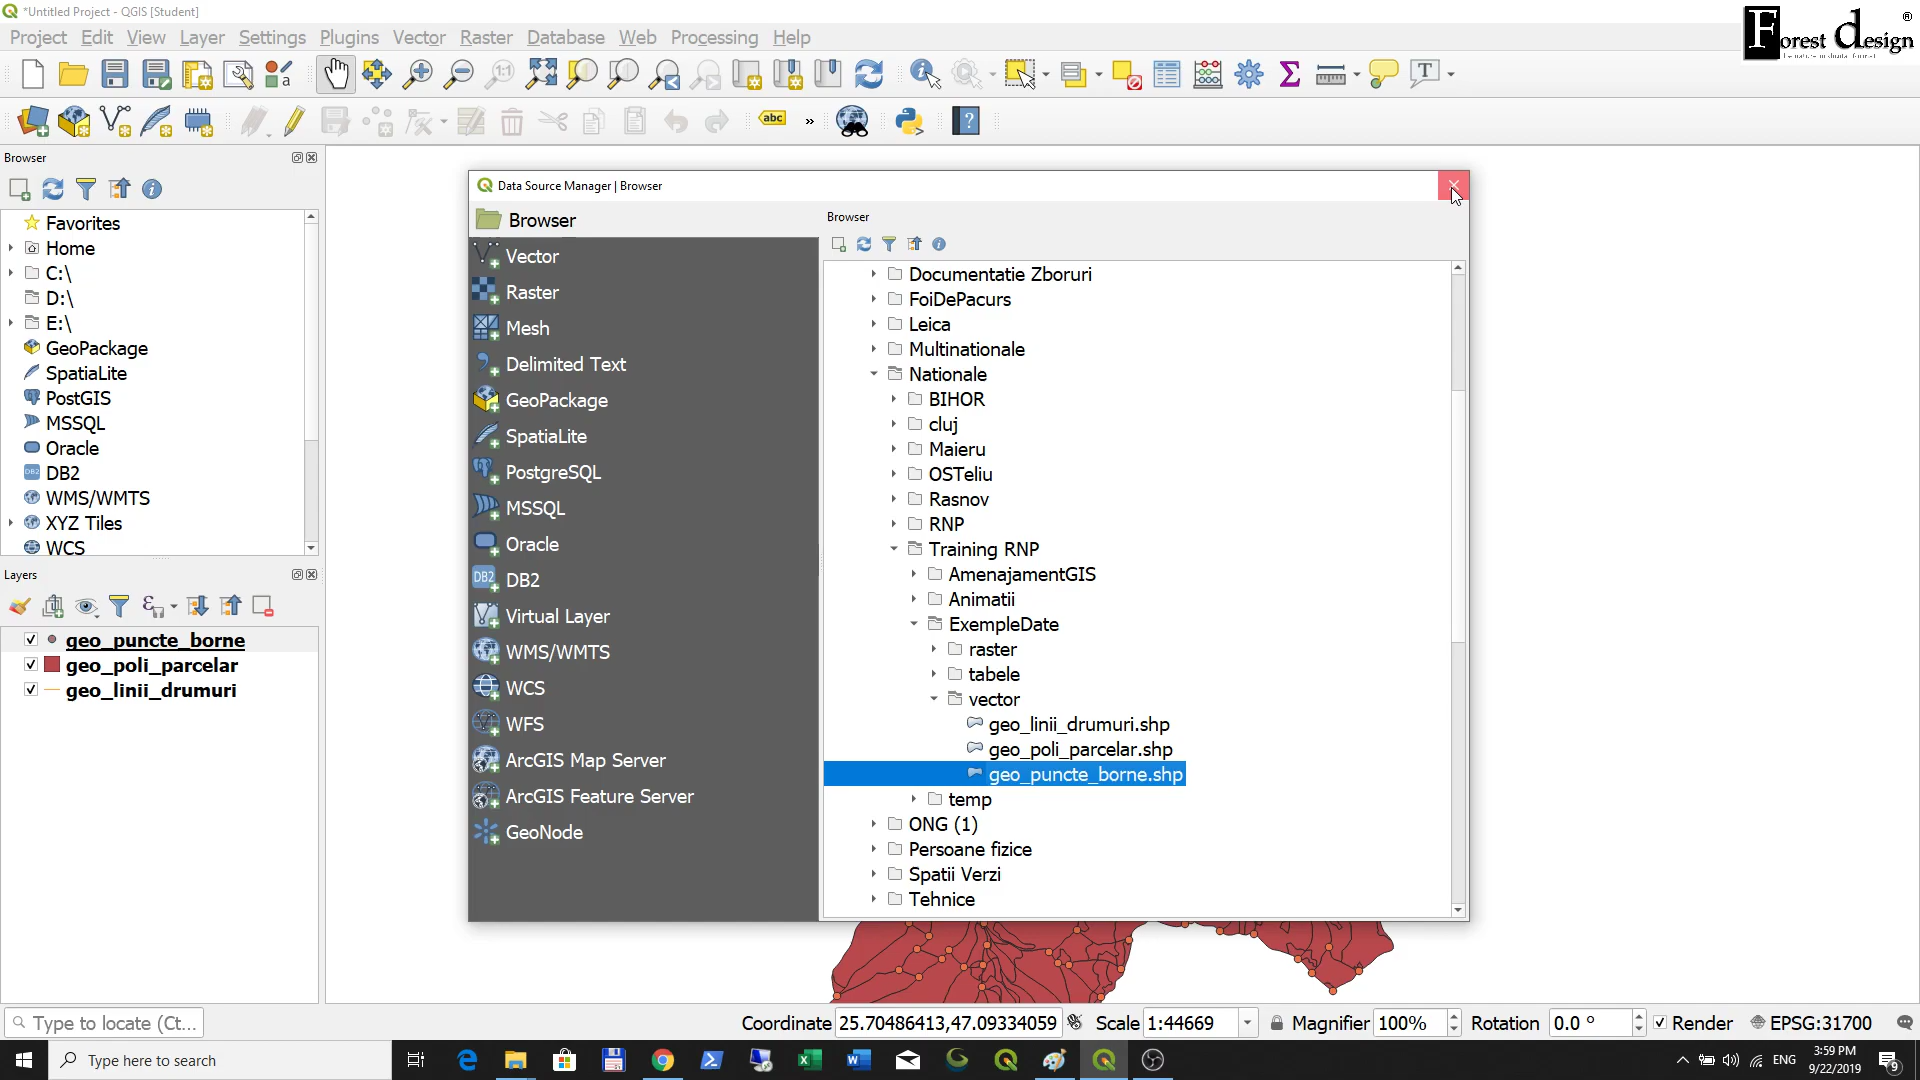 *Untitled Project - QGIS [Student]
Project Edit View Layer Settings Plugins Vector Raster Database Web Processing Help
Forest design ®
abc »
Browser
Favorites
Home
C:\
D:\
E:\
GeoPackage
SpatiaLite
PostGIS
MSSQL
Oracle
DB2
WMS/WMTS
XYZ Tiles
WCS
Layers
geo_puncte_borne
geo_poli_parcelar
geo_linii_drumuri
Data Source Manager | Browser
Browser
Vector
Raster
Mesh
Delimited Text
GeoPackage
SpatiaLite
PostgreSQL
MSSQL
Oracle
DB2
Virtual Layer
WMS/WMTS
WCS
WFS
ArcGIS Map Server
ArcGIS Feature Server
GeoNode
Browser
Documentatie Zboruri
FoiDePacurs
Leica
Multinationale
Nationale
BIHOR
cluj
Maieru
OSTeliu
Rasnov
RNP
Training RNP
AmenajamentGIS
Animatii
ExempleDate
raster
tabele
vector
geo_linii_drumuri.shp
geo_poli_parcelar.shp
geo_puncte_borne.shp
temp
ONG (1)
Persoane fizice
Spatii Verzi
Tehnice
Type to locate (Ct...
Coordinate 25.70486413,47.09334059 Scale 1:44669 Magnifier 100% Rotation 0.0 ° Render EPSG:31700
Type here to search
ENG
3:59 PM
9/22/2019
9